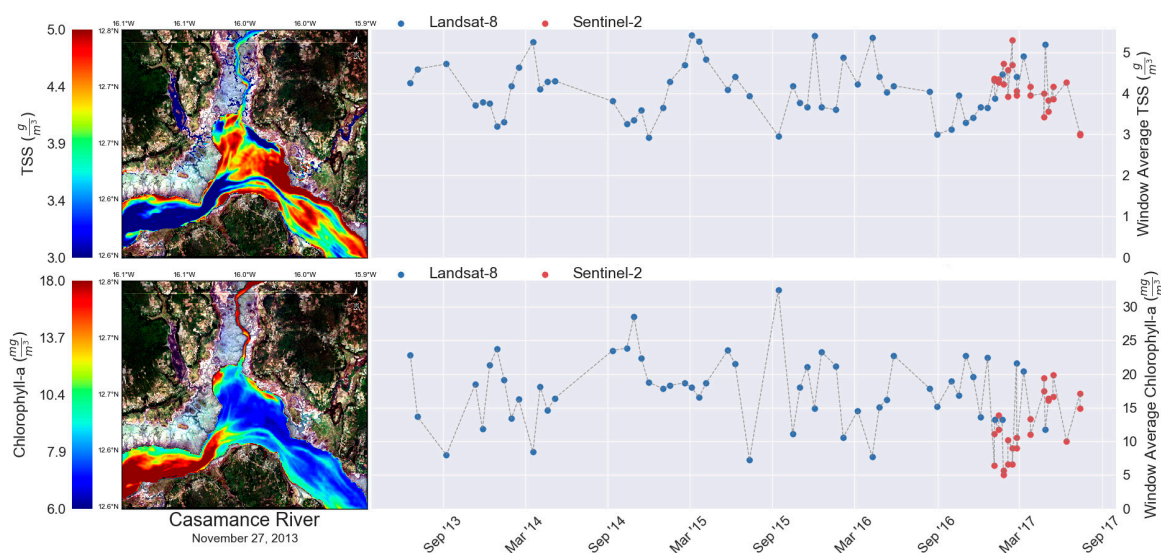 16.1°W 16.1°W 16.0°W 16.0°W 15.9°W
Landsat-8 Sentinel-2
5.0 4.4 3.9 3.4 3.0
TSS (g/m³)
12.8°N 12.7°N 12.7°N 12.6°N 12.6°N
5 4 3 2 1 0
Window Average TSS (g/m³)
16.1°W 16.1°W 16.0°W 16.0°W 15.9°W
Landsat-8 Sentinel-2
18.0 13.7 10.4 7.9 6.0
Chlorophyll-a (mg/m³)
12.8°N 12.7°N 12.7°N 12.6°N 12.6°N
30 25 20 15 10 5 0
Window Average Chlorophyll-a (mg/m³)
Casamance River
November 27, 2013
Sep '13 Mar '14 Sep '14 Mar '15 Sep '15 Mar '16 Sep '16 Mar '17 Sep '17